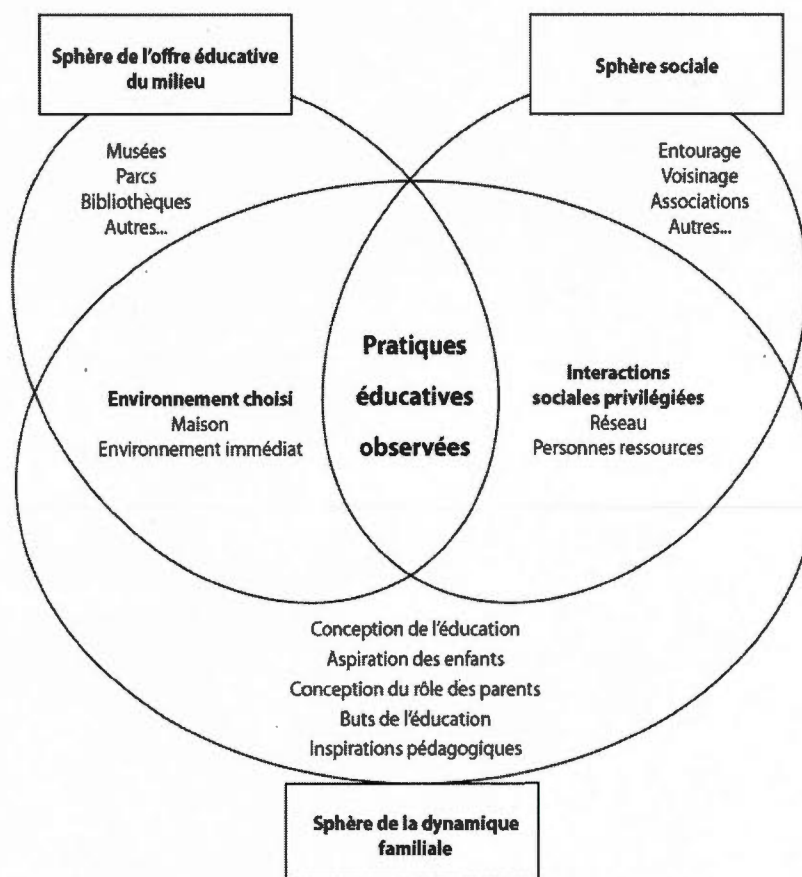 Sphère de l'offre éducative
du milieu
Sphère sociale
Musées
Parcs
Bibliothèques
Autres...
Entourage
Voisinage
Associations
Autres...
Pratiques
éducatives
observées
Environnement choisi
Maison
Environnement immédiat
Interactions
sociales privilégiées
Réseau
Personnes ressources
Conception de l'éducation
Aspiration des enfants
Conception du rôle des parents
Buts de l'éducation
Inspirations pédagogiques
Sphère de la dynamique
familiale